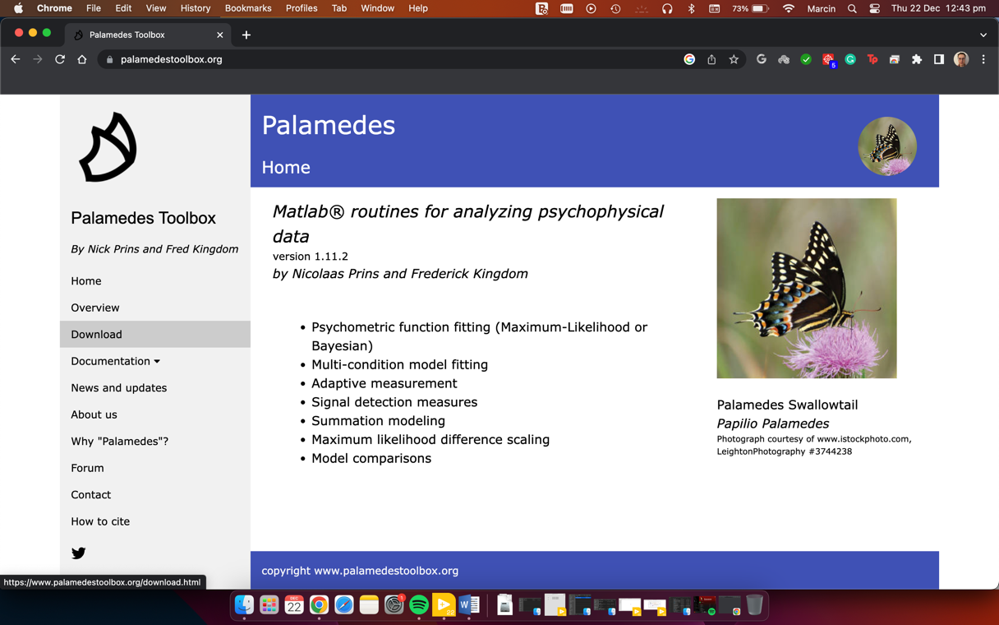 Chrome File Edit View History Bookmarks Profiles Tab Window Help 73% Marcin Thu 22 Dec 12:43 pm
Palamedes Toolbox
palamedestoolbox.org
5
Palamedes
Home
Palamedes Toolbox
By Nick Prins and Fred Kingdom
Home
Overview
Download
Documentation
News and updates
About us
Why "Palamedes"?
Forum
Contact
How to cite
Matlab® routines for analyzing psychophysical
data
version 1.11.2
by Nicolaas Prins and Frederick Kingdom
• Psychometric function fitting (Maximum-Likelihood or
Bayesian)
• Multi-condition model fitting
• Adaptive measurement
• Signal detection measures
• Summation modeling
• Maximum likelihood difference scaling
• Model comparisons
Palamedes Swallowtail
Papilio Palamedes
Photograph courtesy of www.istockphoto.com,
LeightonPhotography #3744238
copyright www.palamedestoolbox.org
https://www.palamedestoolbox.org/download.html
DEC
22
1